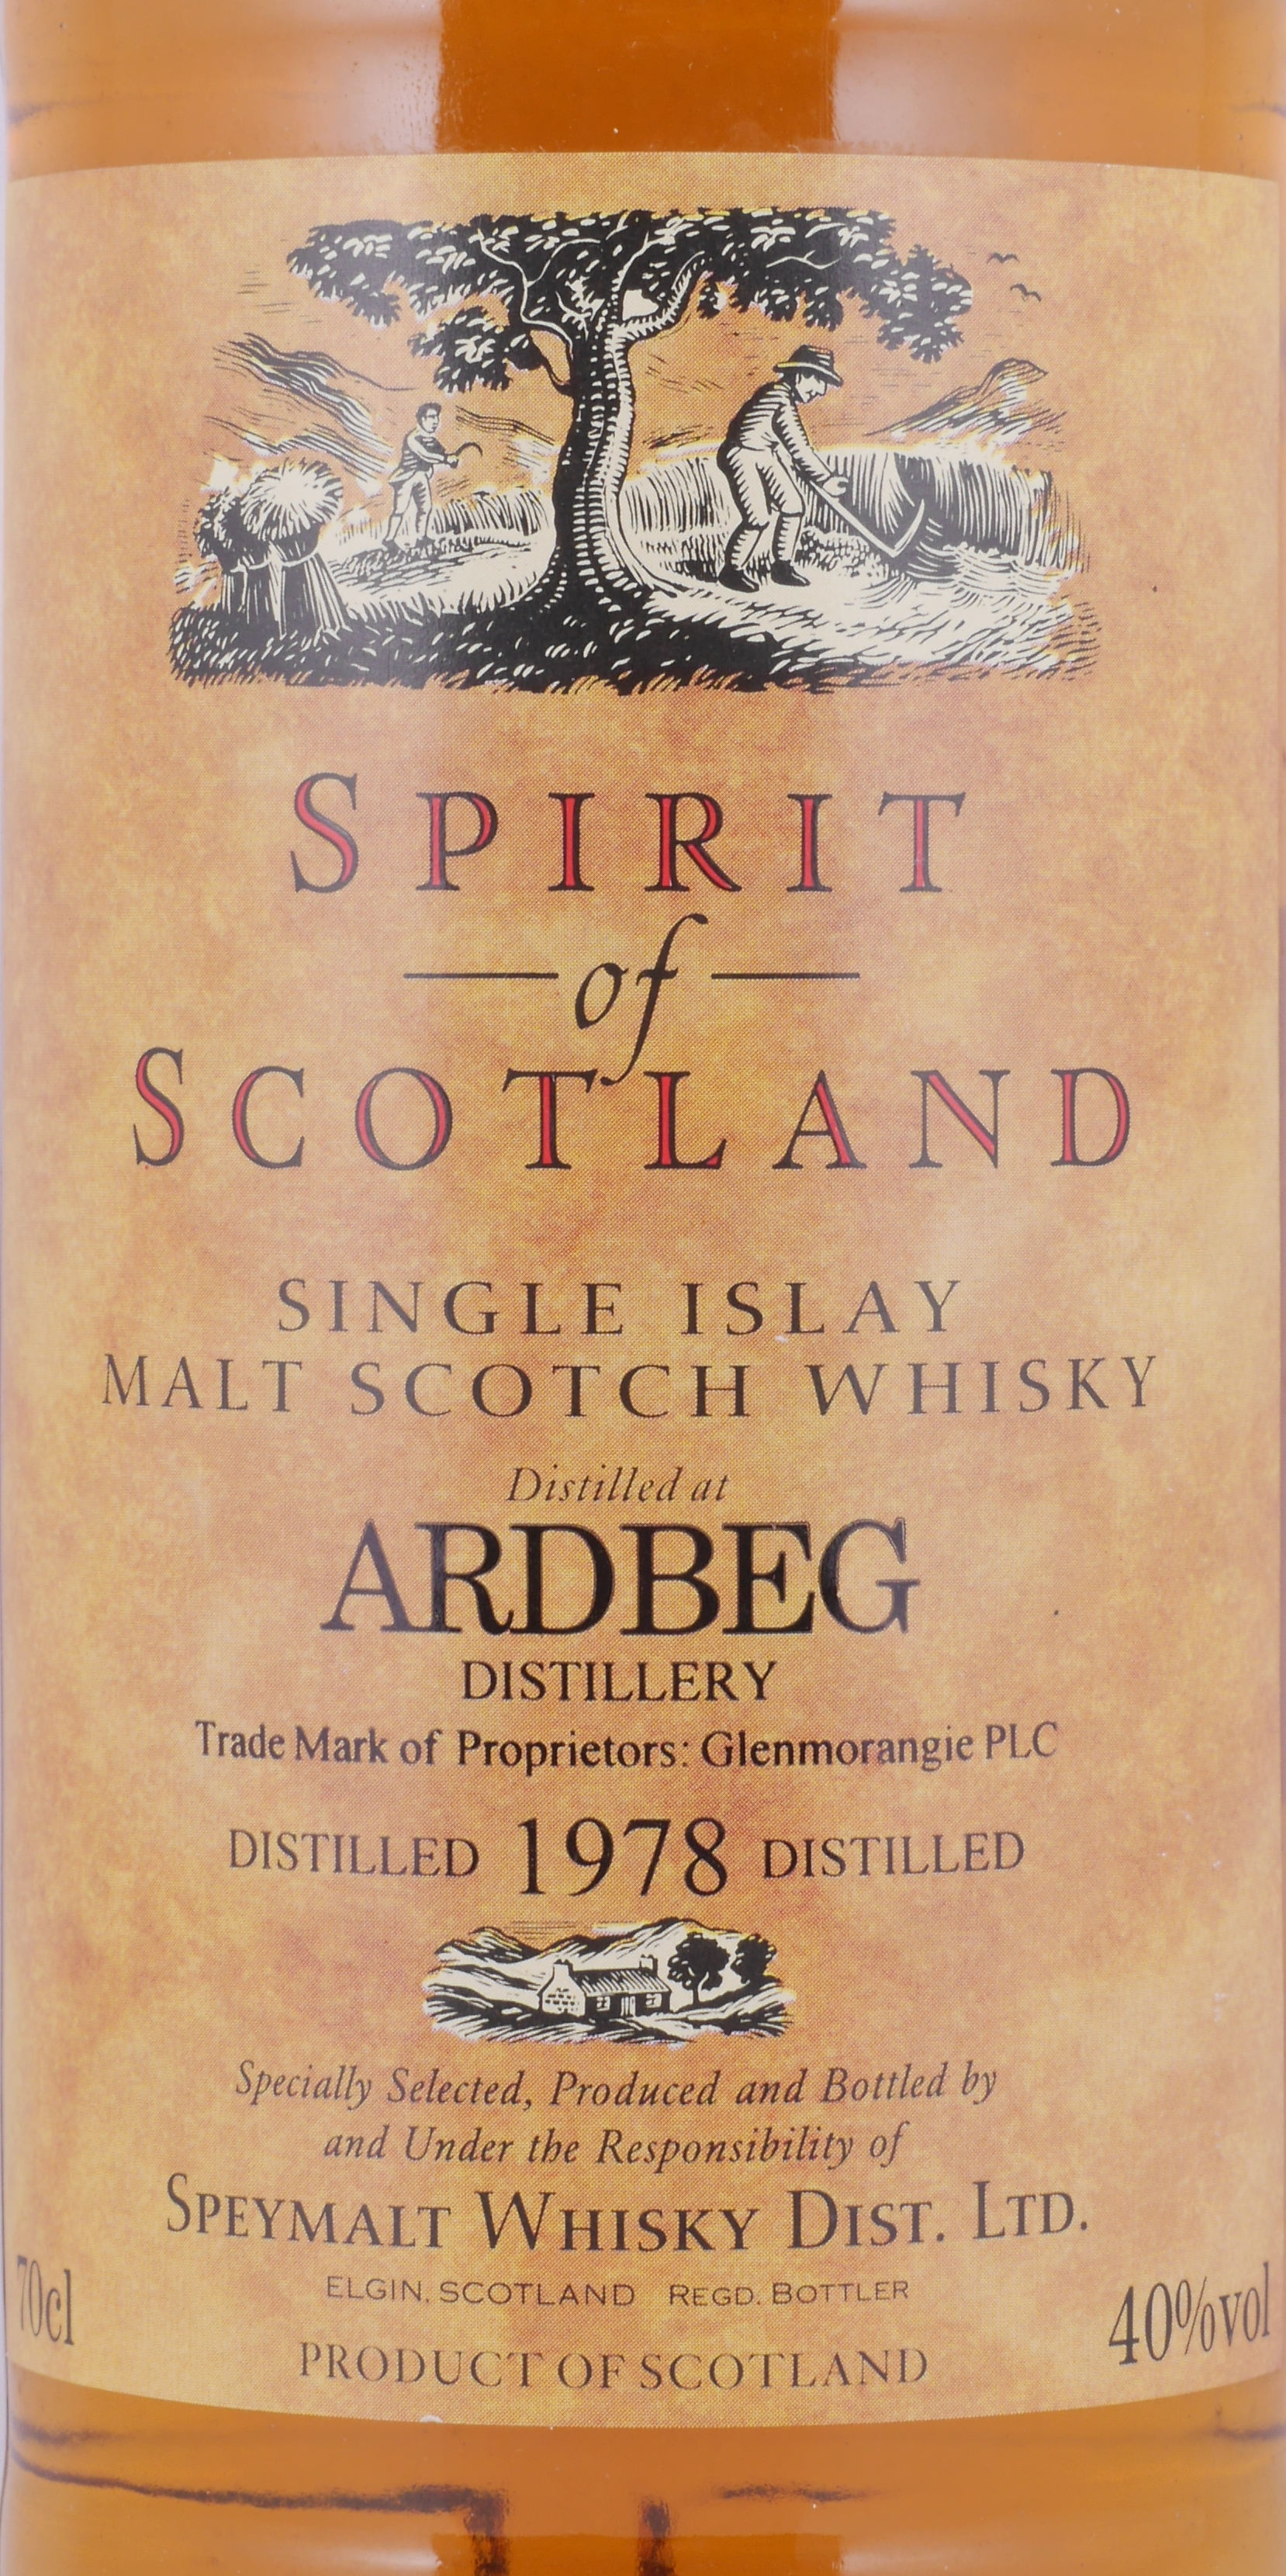 SPIRIT
of
SCOTLAND
SINGLE ISLAY
MALT SCOTCH WHISKY
Distilled at
ARDBEG
DISTILLERY
Trade Mark of Proprietors: Glenmorangie PLC
DISTILLED 1978 DISTILLED
Specially Selected, Produced and Bottled by
and Under the Responsibility of
SPEYMALT WHISKY DIST. LTD.
70cl
ELGIN, SCOTLAND REGD. BOTTLER
40%vol
PRODUCT OF SCOTLAND